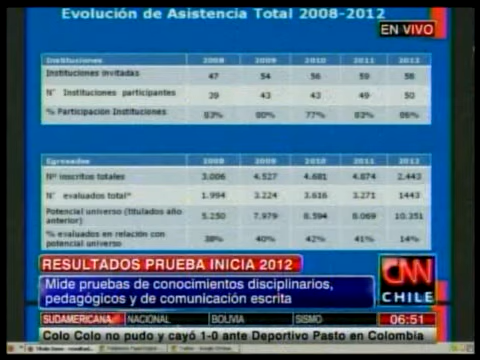 Evolución de Asistencia Total 2008-2012
EN VIVO
Instituciones 2008 2009 2010 2011 2012
Instituciones invitadas 47 54 56 59 58
N° Instituciones participantes 39 43 43 49 50
% Participación Instituciones 83% 80% 77% 83% 86%
Egresados 2008 2009 2010 2011 2012
Nº inscritos totales 3.006 4.527 4.681 4.874 2.443
N° evaluados total* 1.994 3.224 3.616 3.271 1443
Potencial universo (titulados año anterior) 5.250 7.979 8.594 8.069 10.351
% evaluados en relación con potencial universo 38% 40% 42% 41% 14%
RESULTADOS PRUEBA INICIA 2012
Mide pruebas de conocimientos disciplinarios,
pedagógicos y de comunicación escrita
CNN
CHILE
SUDAMERICANA NACIONAL BOLIVIA SISMO 06:51
Colo Colo no pudo y cayó 1-0 ante Deportivo Pasto en Colombia